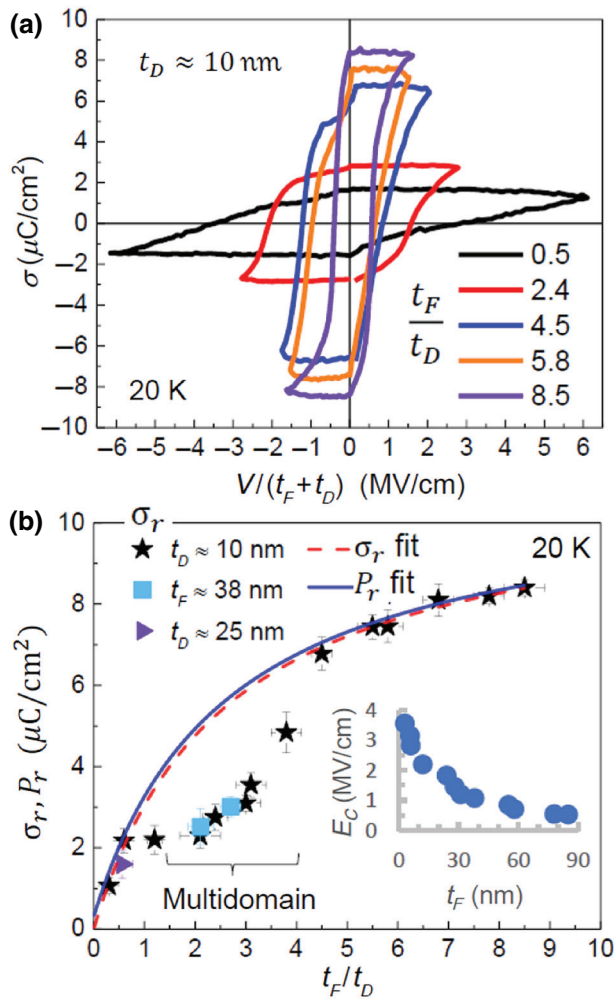 (a)
t_D ≈ 10 nm
10
8
6
4
2
0
−2
−4
−6
−8
−10
σ (μC/cm²)
20 K
t_F
t_D
0.5
2.4
4.5
5.8
8.5
−6 −5 −4 −3 −2 −1 0 1 2 3 4 5 6
V/(t_F + t_D) (MV/cm)
(b)
10
8
6
4
2
0
σ_r, P_r (μC/cm²)
σ_r
t_D ≈ 10 nm
t_F ≈ 38 nm
t_D ≈ 25 nm
σ_r fit
P_r fit
20 K
Multidomain
E_C (MV/cm)
4
3
2
1
0
0 30 60 90
t_F (nm)
0 1 2 3 4 5 6 7 8 9 10
t_F/t_D